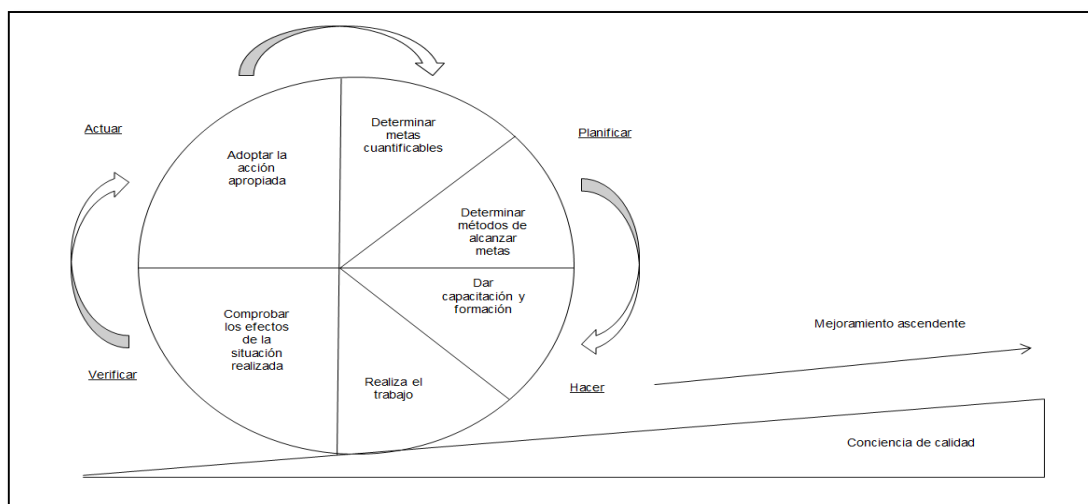 Actuar
Adoptar la
acción
apropiada
Determinar
metas
cuantificables
Planificar
Determinar
métodos de
alcanzar
metas
Dar
capacitación y
formación
Comprobar
los efectos
de la
situación
realizada
Verificar
Realiza el
trabajo
Hacer
Mejoramiento ascendente
Conciencia de calidad